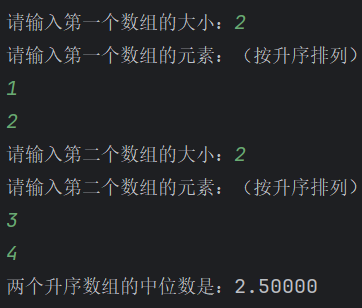 请输入第一个数组的大小：2
请输入第一个数组的元素：（按升序排列）
1
2
请输入第二个数组的大小：2
请输入第二个数组的元素：（按升序排列）
3
4
两个升序数组的中位数是：2.50000